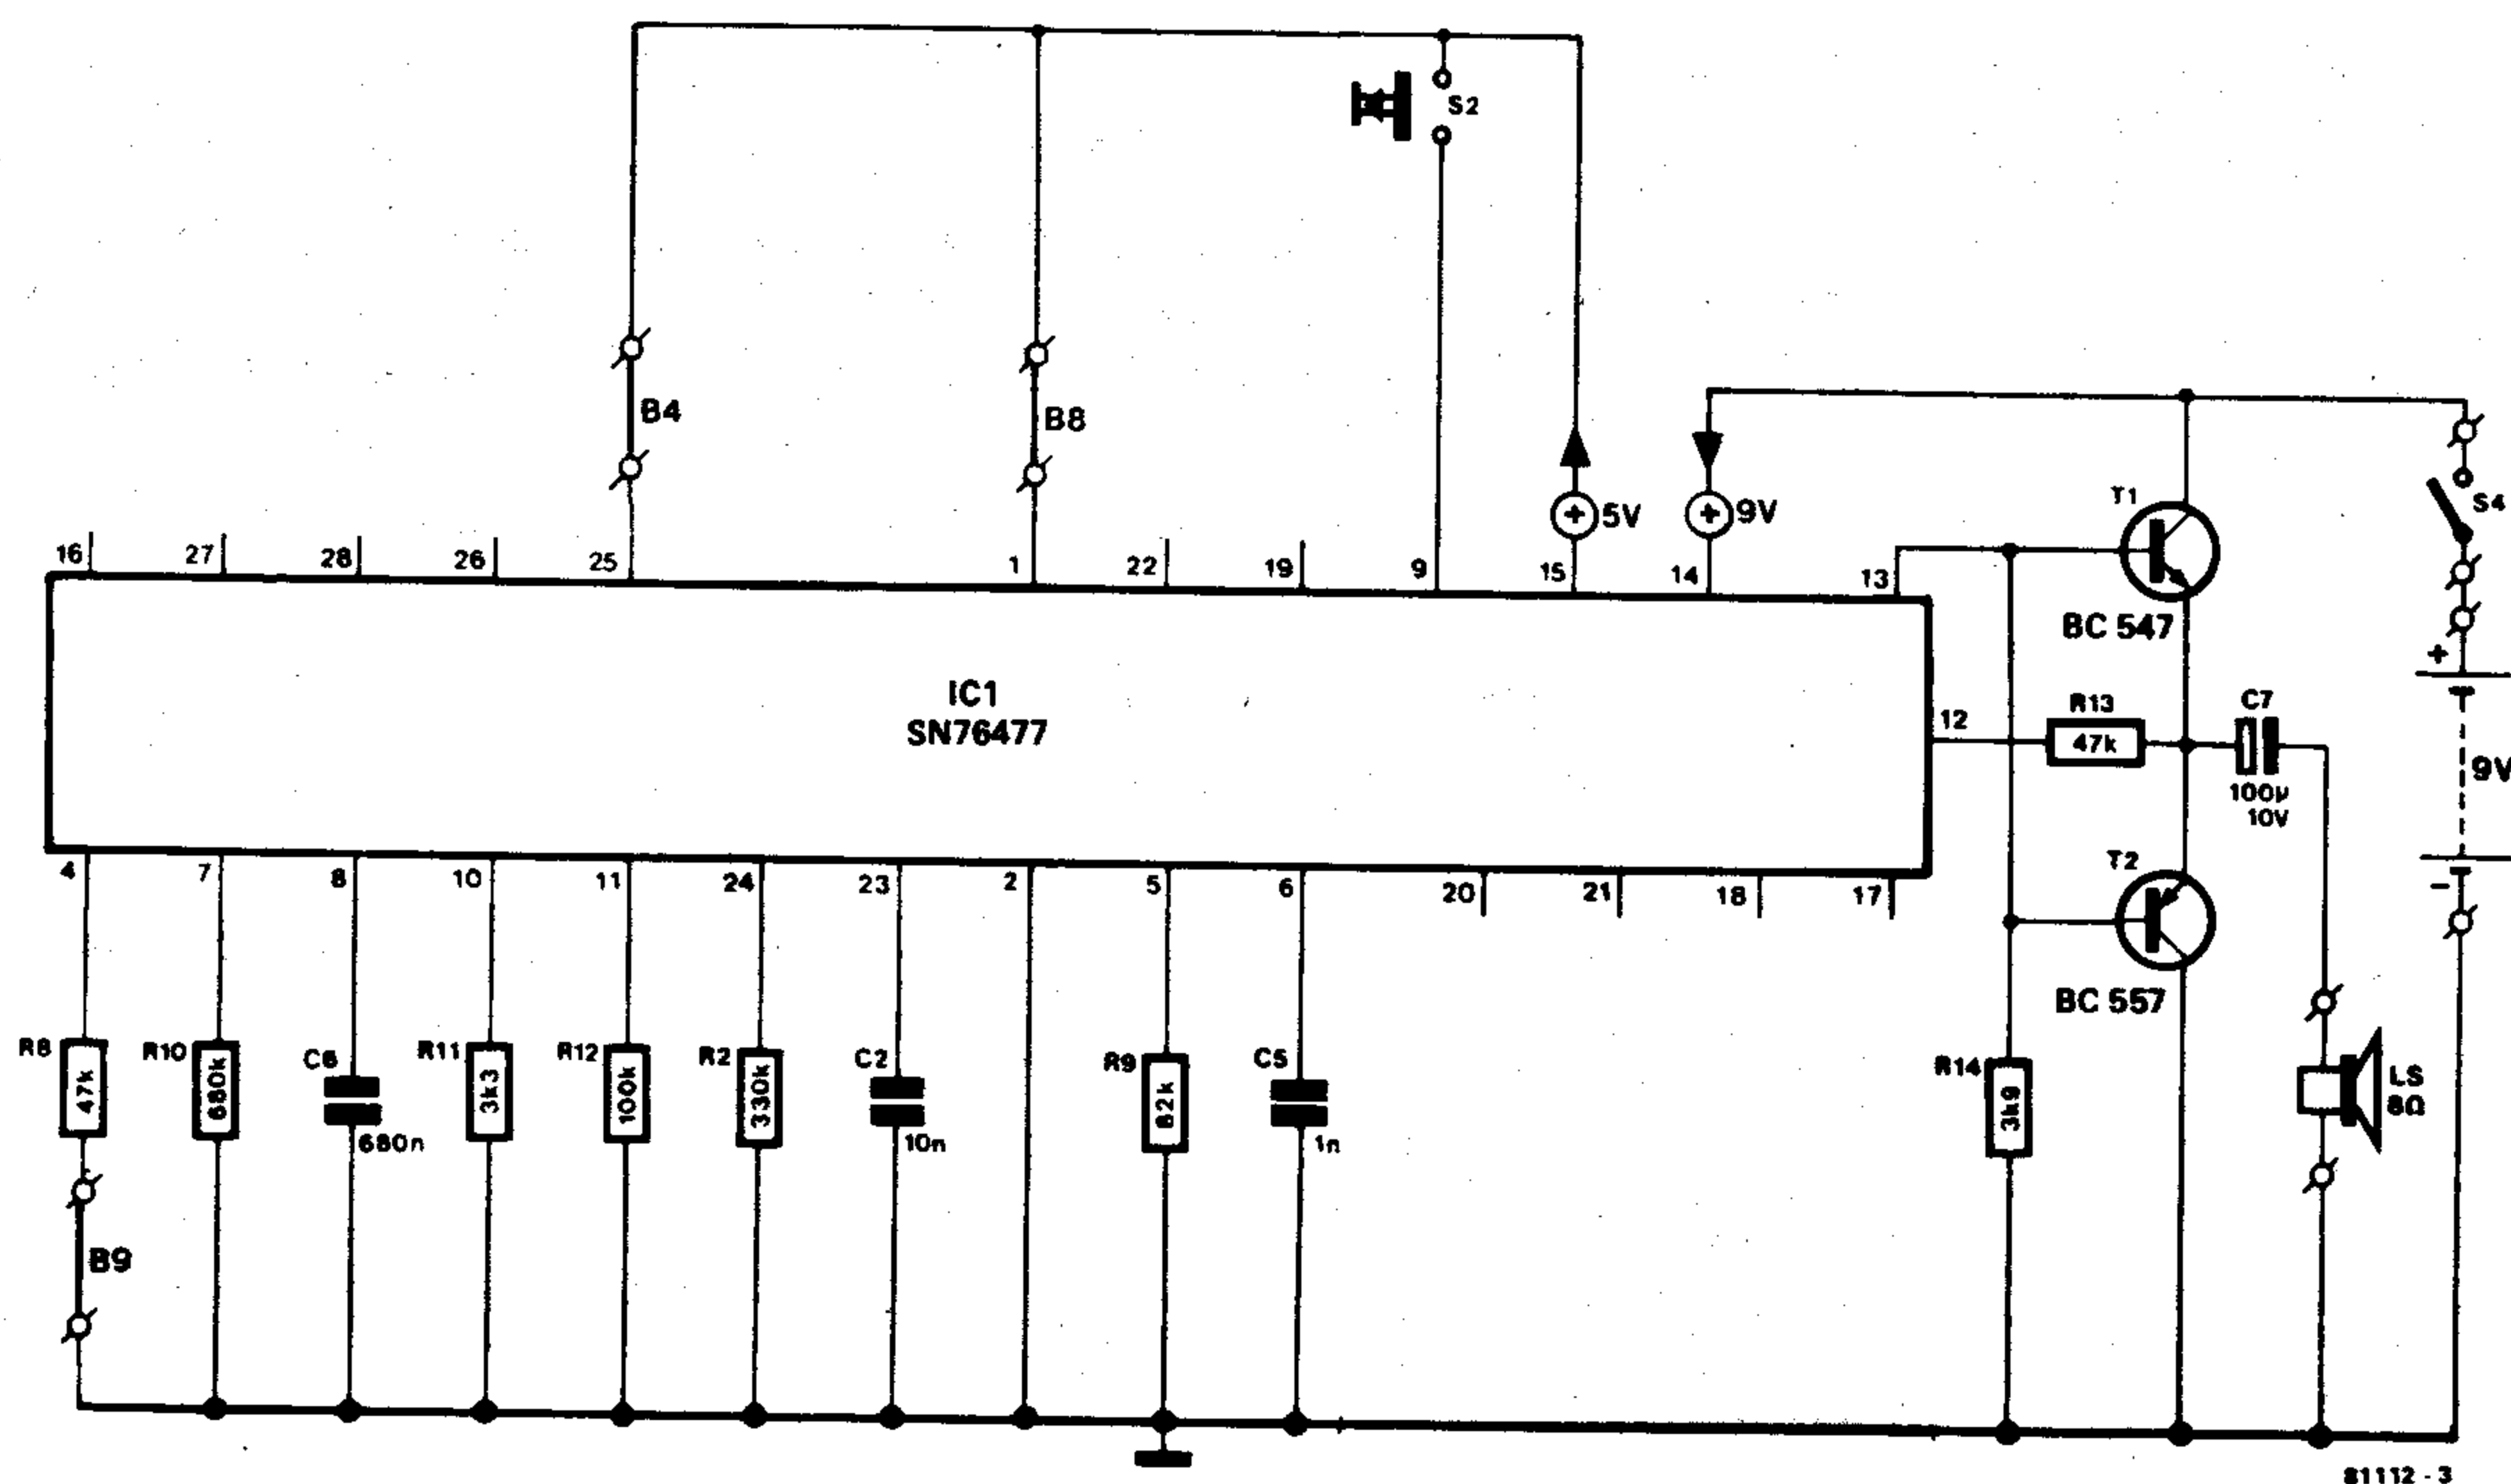 S2
B4
B8
5V
9V
T1
S4
16
27
28
26
25
1
22
19
9
15
14
13
BC 547
+
IC1
SN76477
12
R13
47k
C7
100µ
10V
9V
4
7
8
10
11
24
23
2
5
6
20
21
18
17
T2
-
BC 557
R8
47k
R10
680k
C6
680n
R11
3k3
R12
100k
R2
330k
C2
10n
R9
82k
C5
1n
R14
3k9
LS
8Ω
B9
81112 - 3